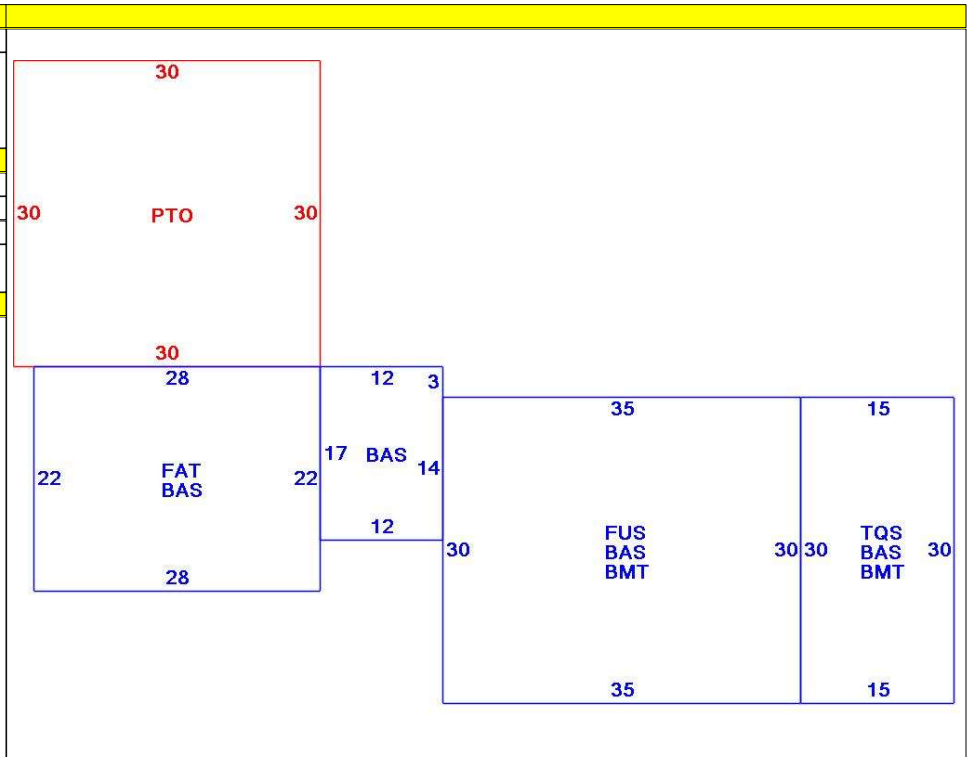 30
30 PTO 30
30
28 12 3
35 15
17 BAS
14
22 FAT 22
BAS
12
FUS TQS
30 BAS 30 30 BAS 30
BMT BMT
28
35 15